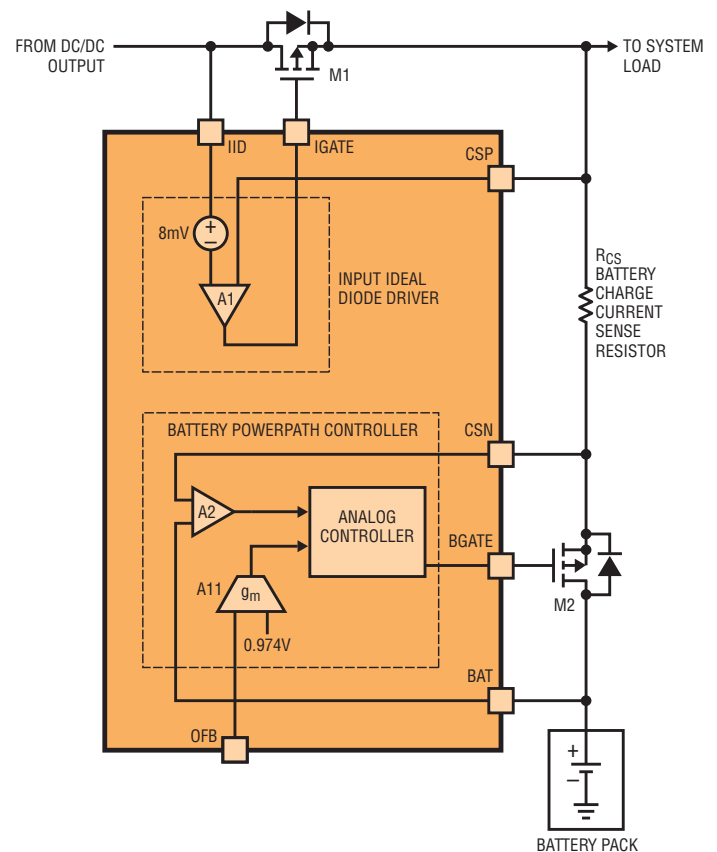 FROM DC/DC
OUTPUT
TO SYSTEM
LOAD
M1
IID
IGATE
CSP
8mV
+
−
A1
INPUT IDEAL
DIODE DRIVER
RCS
BATTERY
CHARGE
CURRENT
SENSE
RESISTOR
BATTERY POWERPATH CONTROLLER
CSN
A2
ANALOG
CONTROLLER
BGATE
A11
gm
M2
0.974V
BAT
OFB
+
−
BATTERY PACK